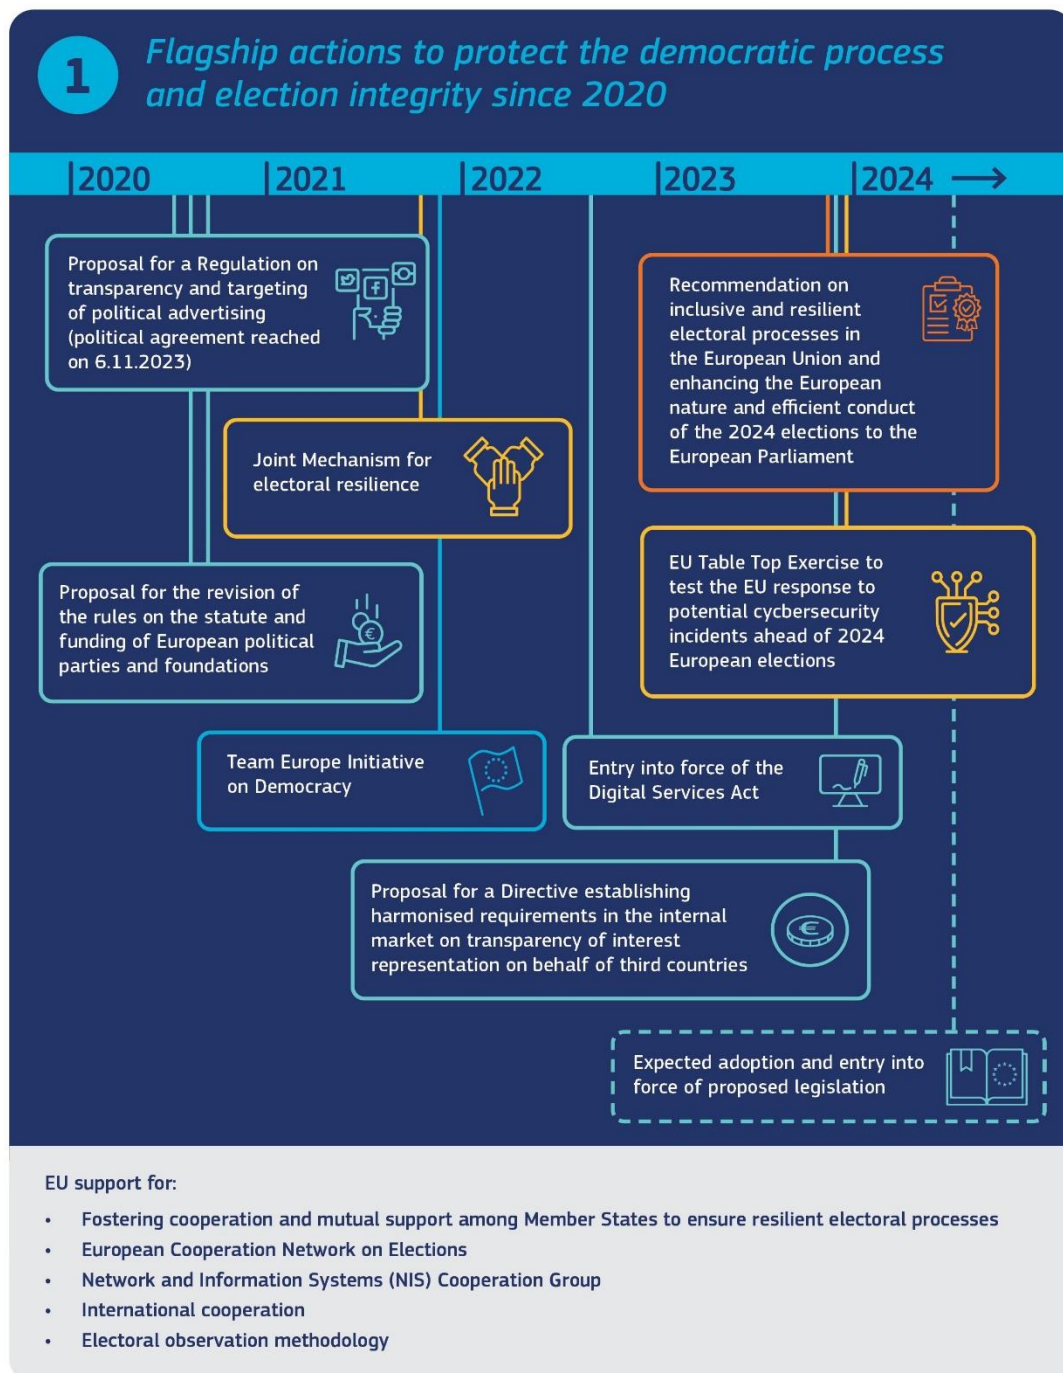 1
Flagship actions to protect the democratic process
and election integrity since 2020
|2020 |2021 |2022 |2023 |2024
Proposal for a Regulation on
transparency and targeting
of political advertising
(political agreement reached
on 6.11.2023)
Recommendation on
inclusive and resilient
electoral processes in
the European Union and
enhancing the European
nature and efficient conduct
of the 2024 elections to the
European Parliament
Joint Mechanism for
electoral resilience
EU Table Top Exercise to
test the EU response to
potential cycbersecurity
incidents ahead of 2024
European elections
Proposal for the revision of
the rules on the statute and
funding of European political
parties and foundations
Team Europe Initiative
on Democracy
Entry into force of the
Digital Services Act
Proposal for a Directive establishing
harmonised requirements in the internal
market on transparency of interest
representation on behalf of third countries
Expected adoption and entry into
force of proposed legislation
EU support for:
• Fostering cooperation and mutual support among Member States to ensure resilient electoral processes
• European Cooperation Network on Elections
• Network and Information Systems (NIS) Cooperation Group
• International cooperation
• Electoral observation methodology